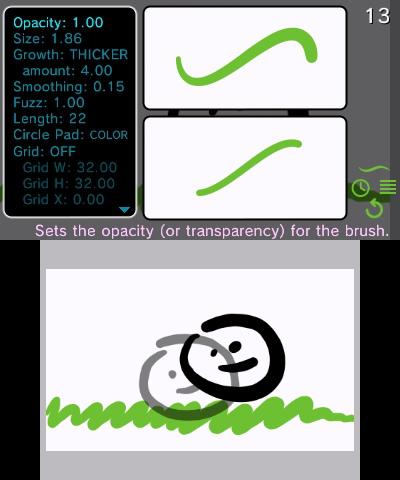 Opacity: 1.00
Size: 1.86
Growth: THICKER
amount: 4.00
Smoothing: 0.15
Fuzz: 1.00
Length: 22
Circle Pad: COLOR
Grid: OFF
Grid W: 32.00
Grid H: 32.00
Grid X: 0.00
13
Sets the opacity (or transparency) for the brush.